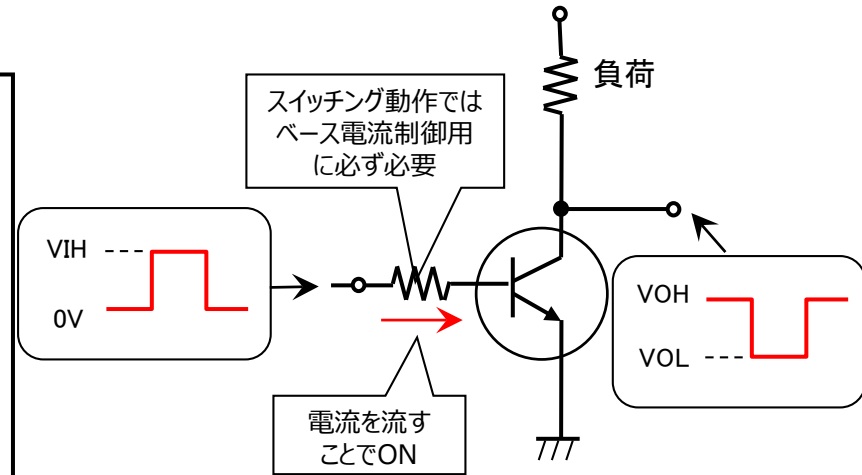 負荷
スイッチング動作では
ベース電流制御用
に必ず必要
VIH
0V
VOH
VOL
電流を流す
ことでON